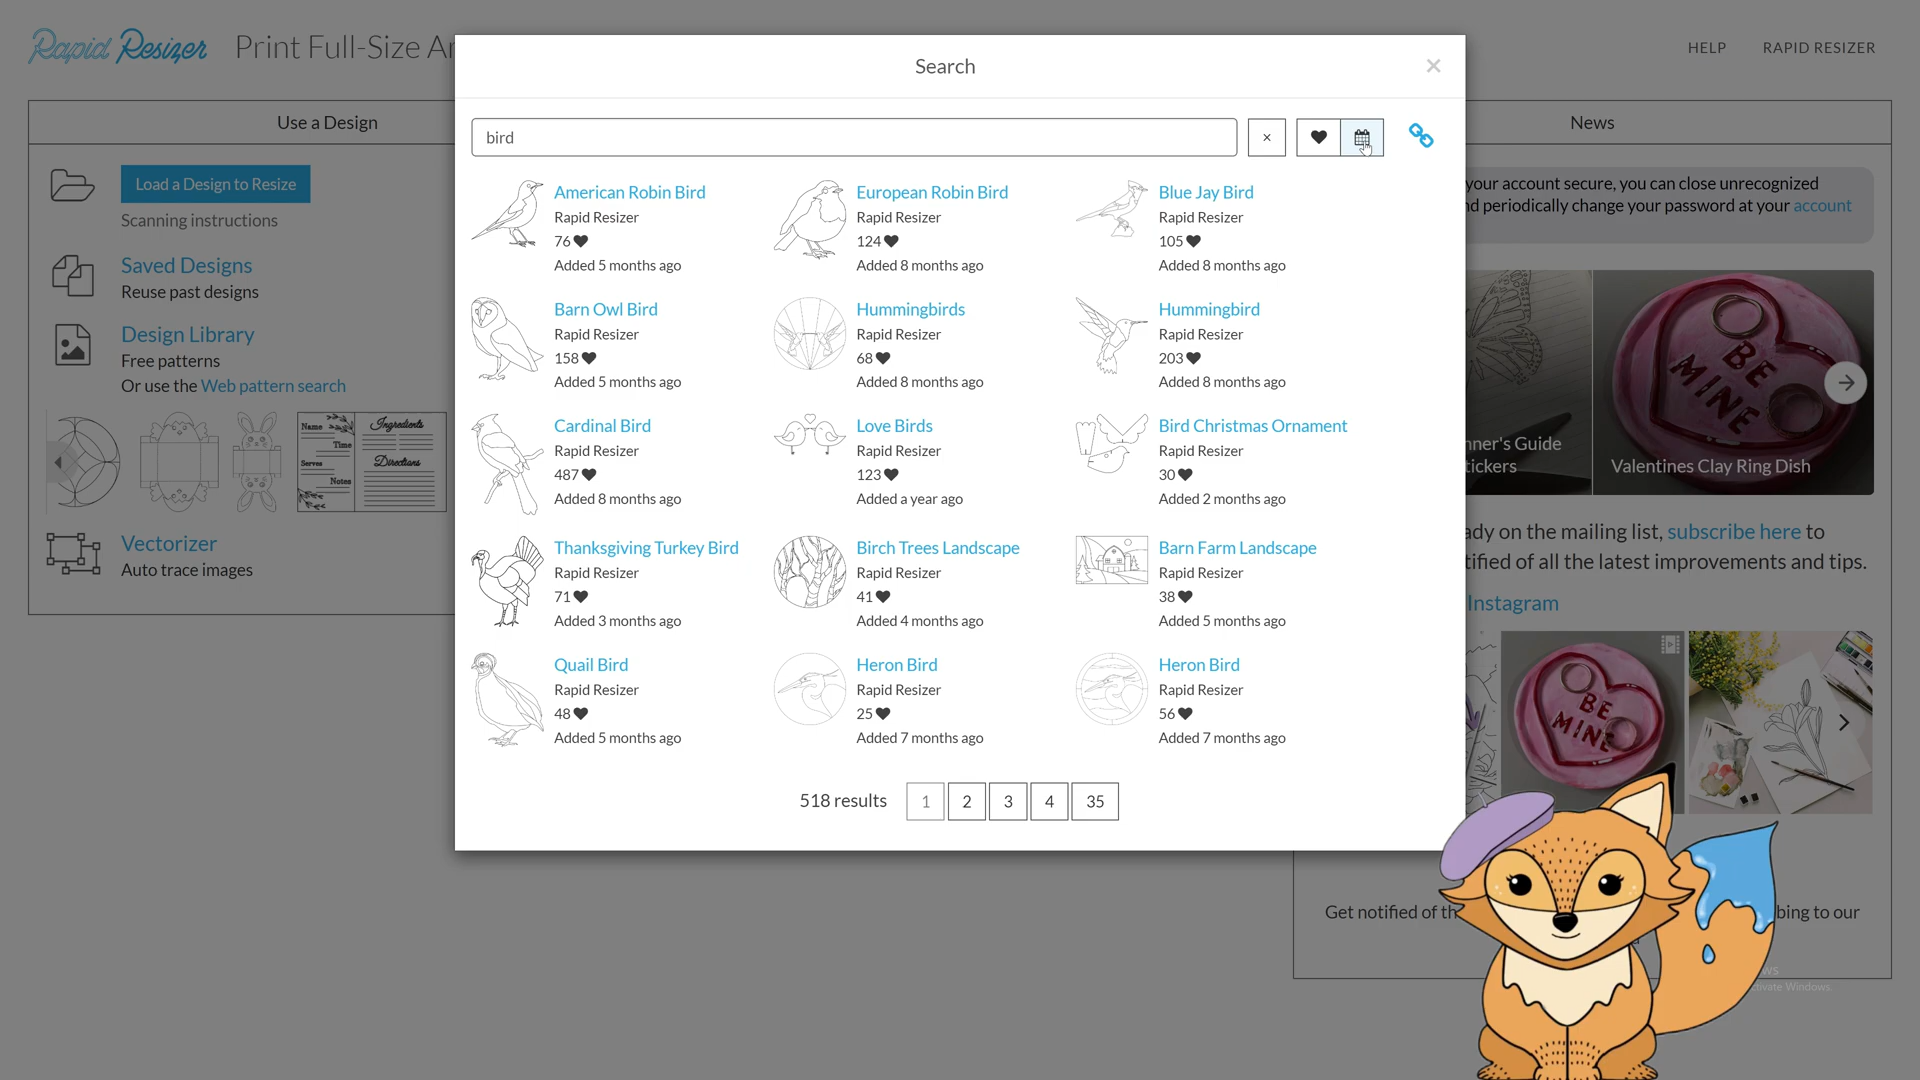 Rapid Resizer
Print Full-Size Ar
HELP
RAPID RESIZER
Use a Design
Load a Design to Resize
Scanning instructions
Saved Designs
Reuse past designs
Design Library
Free patterns
Or use the Web pattern search
Name
Time
Serves
Notes
Ingredients
Directions
Vectorizer
Auto trace images
Search
×
bird
×
American Robin Bird
Rapid Resizer
76
Added 5 months ago
European Robin Bird
Rapid Resizer
124
Added 8 months ago
Blue Jay Bird
Rapid Resizer
105
Added 8 months ago
Barn Owl Bird
Rapid Resizer
158
Added 5 months ago
Hummingbirds
Rapid Resizer
68
Added 8 months ago
Hummingbird
Rapid Resizer
203
Added 8 months ago
Cardinal Bird
Rapid Resizer
487
Added 8 months ago
Love Birds
Rapid Resizer
123
Added a year ago
Bird Christmas Ornament
Rapid Resizer
30
Added 2 months ago
Thanksgiving Turkey Bird
Rapid Resizer
71
Added 3 months ago
Birch Trees Landscape
Rapid Resizer
41
Added 4 months ago
Barn Farm Landscape
Rapid Resizer
38
Added 5 months ago
Quail Bird
Rapid Resizer
48
Added 5 months ago
Heron Bird
Rapid Resizer
25
Added 7 months ago
Heron Bird
Rapid Resizer
56
Added 7 months ago
518 results 1 2 3 4 35
News
your account secure, you can close unrecognized
nd periodically change your password at your account
BE
MINE
nner's Guide
tickers
Valentines Clay Ring Dish
ady on the mailing list, subscribe here to
tified of all the latest improvements and tips.
Instagram
BE
MINE
Get notified of th
bing to our
ws
ctivate Windows.